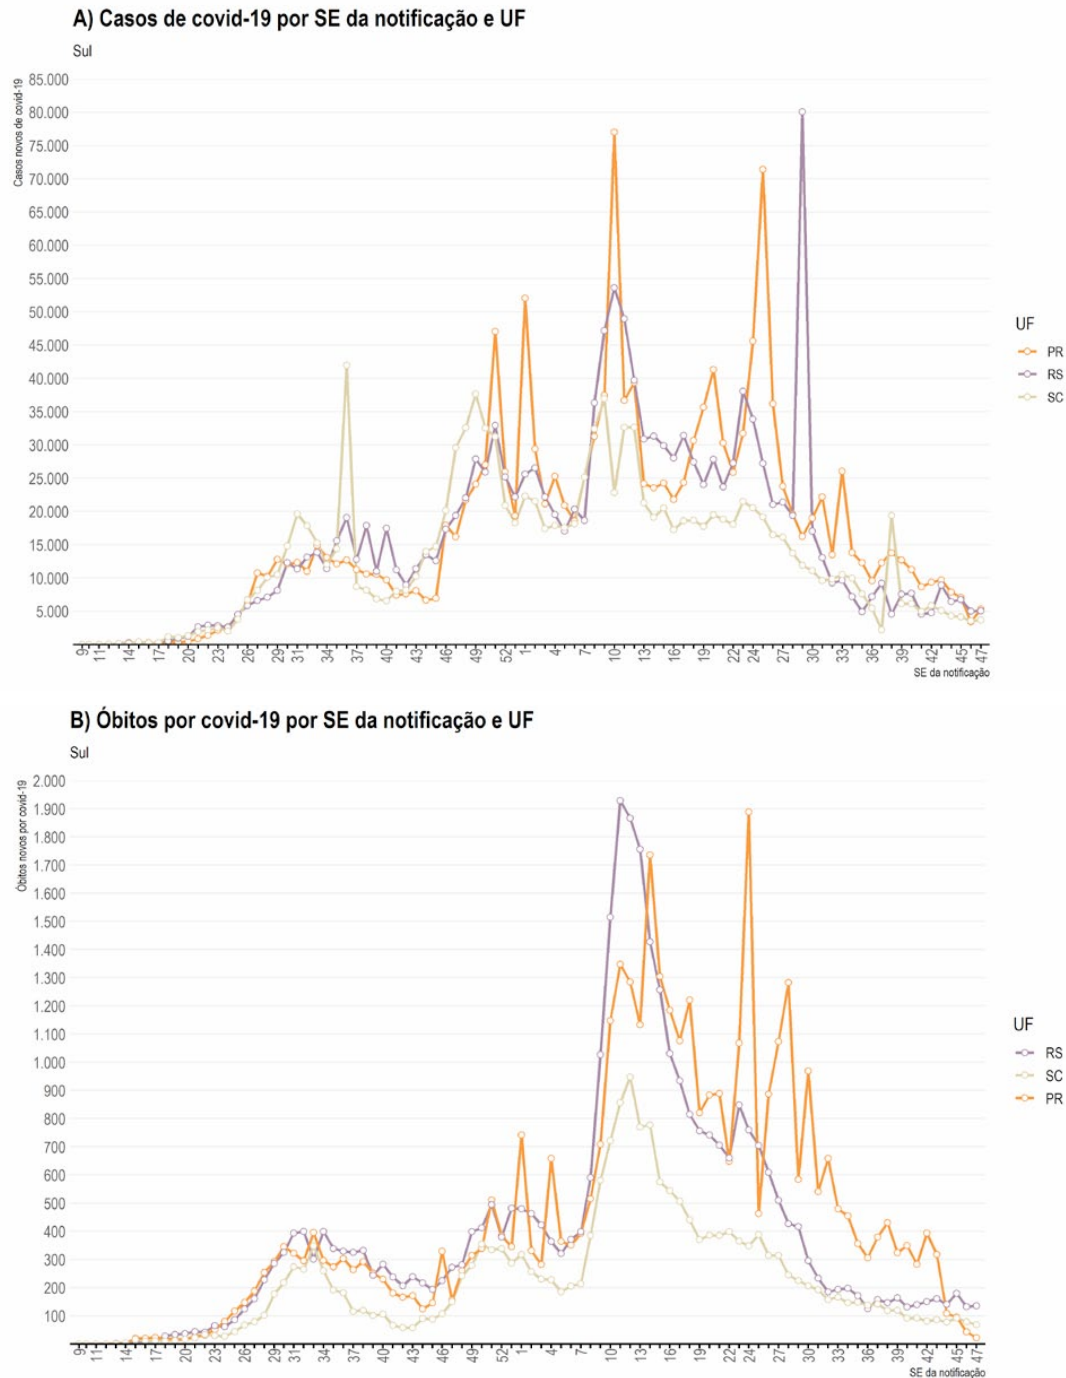 A) Casos de covid-19 por SE da notificação e UF
Sul
Casos novos de covid-19
85.000
80.000
75.000
70.000
65.000
60.000
55.000
50.000
45.000
40.000
35.000
30.000
25.000
20.000
15.000
10.000
5.000
9 11 14 17 20 23 26 29 31 34 37 40 43 46 49 52 1 4 7 10 13 16 19 22 24 27 30 33 36 39 42 45 47
SE da notificação
UF
PR
RS
SC
B) Óbitos por covid-19 por SE da notificação e UF
Sul
Óbitos novos por covid-19
2.000
1.900
1.800
1.700
1.600
1.500
1.400
1.300
1.200
1.100
1.000
900
800
700
600
500
400
300
200
100
9 11 14 17 20 23 26 29 31 34 37 40 43 46 49 52 1 4 7 10 13 16 19 22 24 27 30 33 36 39 42 45 47
SE da notificação
UF
RS
SC
PR